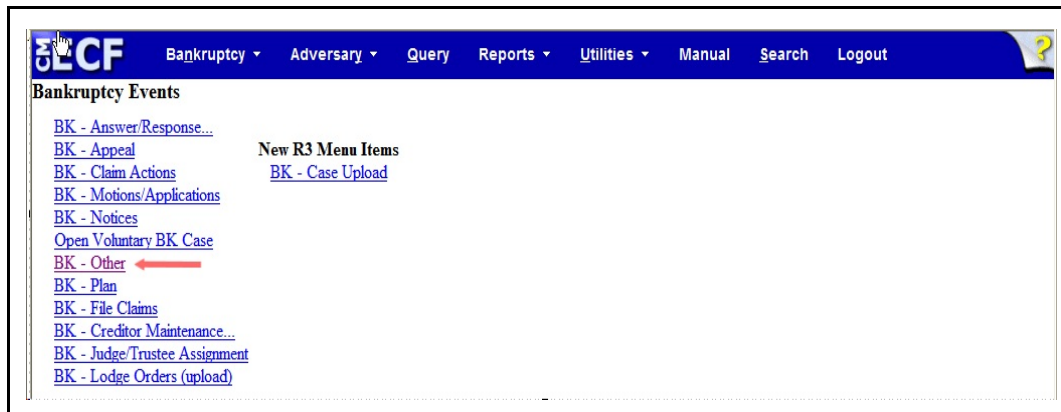 CM ECF Bankruptcy Adversary Query Reports Utilities Manual Search Logout ?
Bankruptcy Events
BK - Answer/Response...
BK - Appeal
New R3 Menu Items
BK - Claim Actions
BK - Case Upload
BK - Motions/Applications
BK - Notices
Open Voluntary BK Case
BK - Other
BK - Plan
BK - File Claims
BK - Creditor Maintenance...
BK - Judge/Trustee Assignment
BK - Lodge Orders (upload)